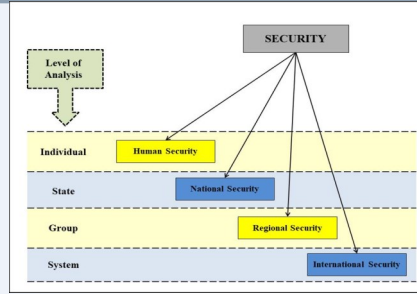 SECURITY
Level of
Analysis
Individual
Human Security
State
National Security
Group
Regional Security
System
International Security